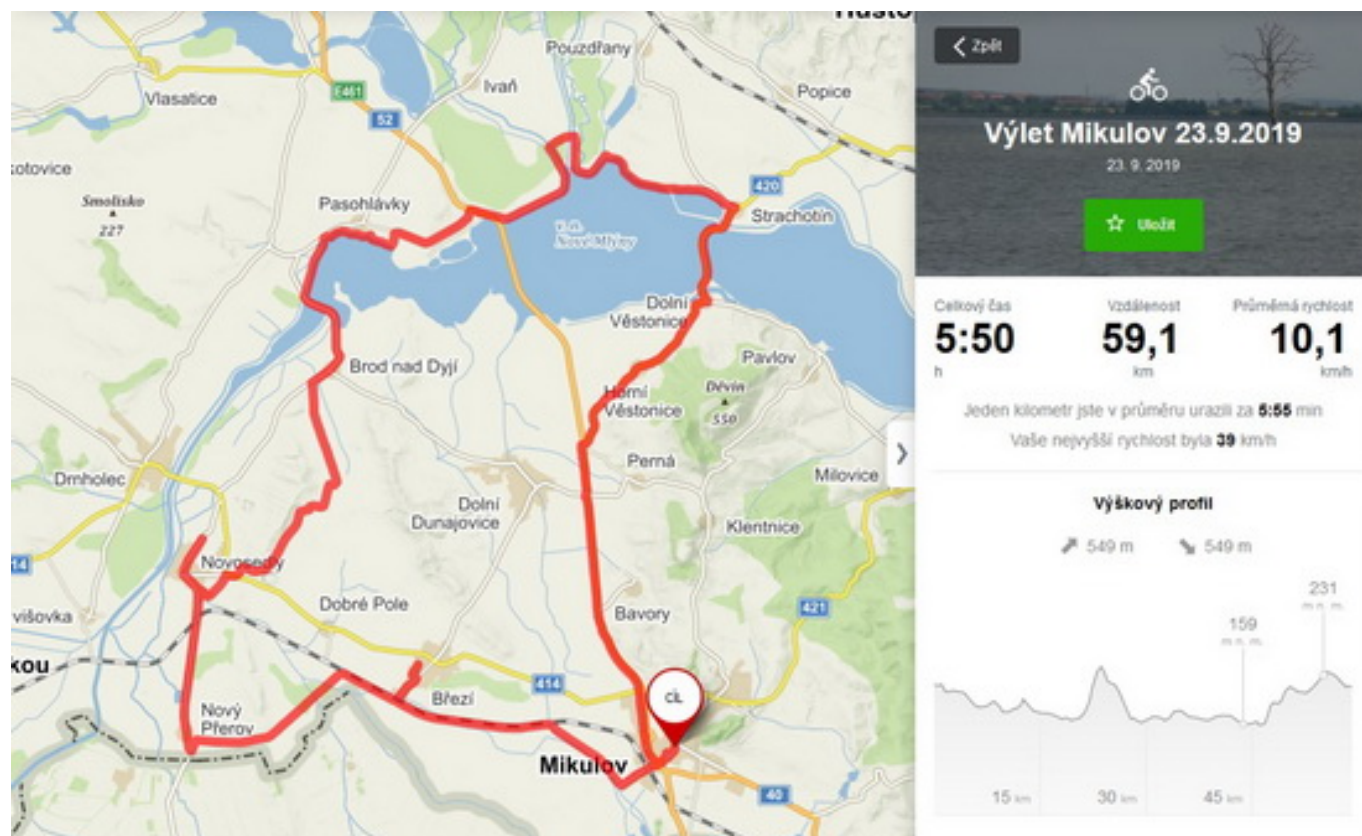 Pouzdřany
Ivaň
Vlasatice
E461
52
Popice
Smolisko
227
Pasohlávky
420
Strachotín
v. n.
Nové Mlýny
Dolní
Věstonice
Pavlov
Brod nad Dyjí
Děvín
550
Horní
Věstonice
Perná
Milovice
Drnholec
Dolní
Dunajovice
Klentnice
Novosedly
Dobré Pole
Bavory
421
Březí
414
CÍL
Nový
Přerov
Mikulov
40
Zpět
Výlet Mikulov 23.9.2019
23. 9. 2019
Uložit
Celkový čas Vzdálenost Průměrná rychlost
5:50 59,1 10,1
h km km/h
Jeden kilometr jste v průměru urazili za 5:55 min
Vaše nejvyšší rychlost byla 39 km/h
Výškový profil
549 m 549 m
231
m n. m.
159
m n. m.
15 km 30 km 45 km